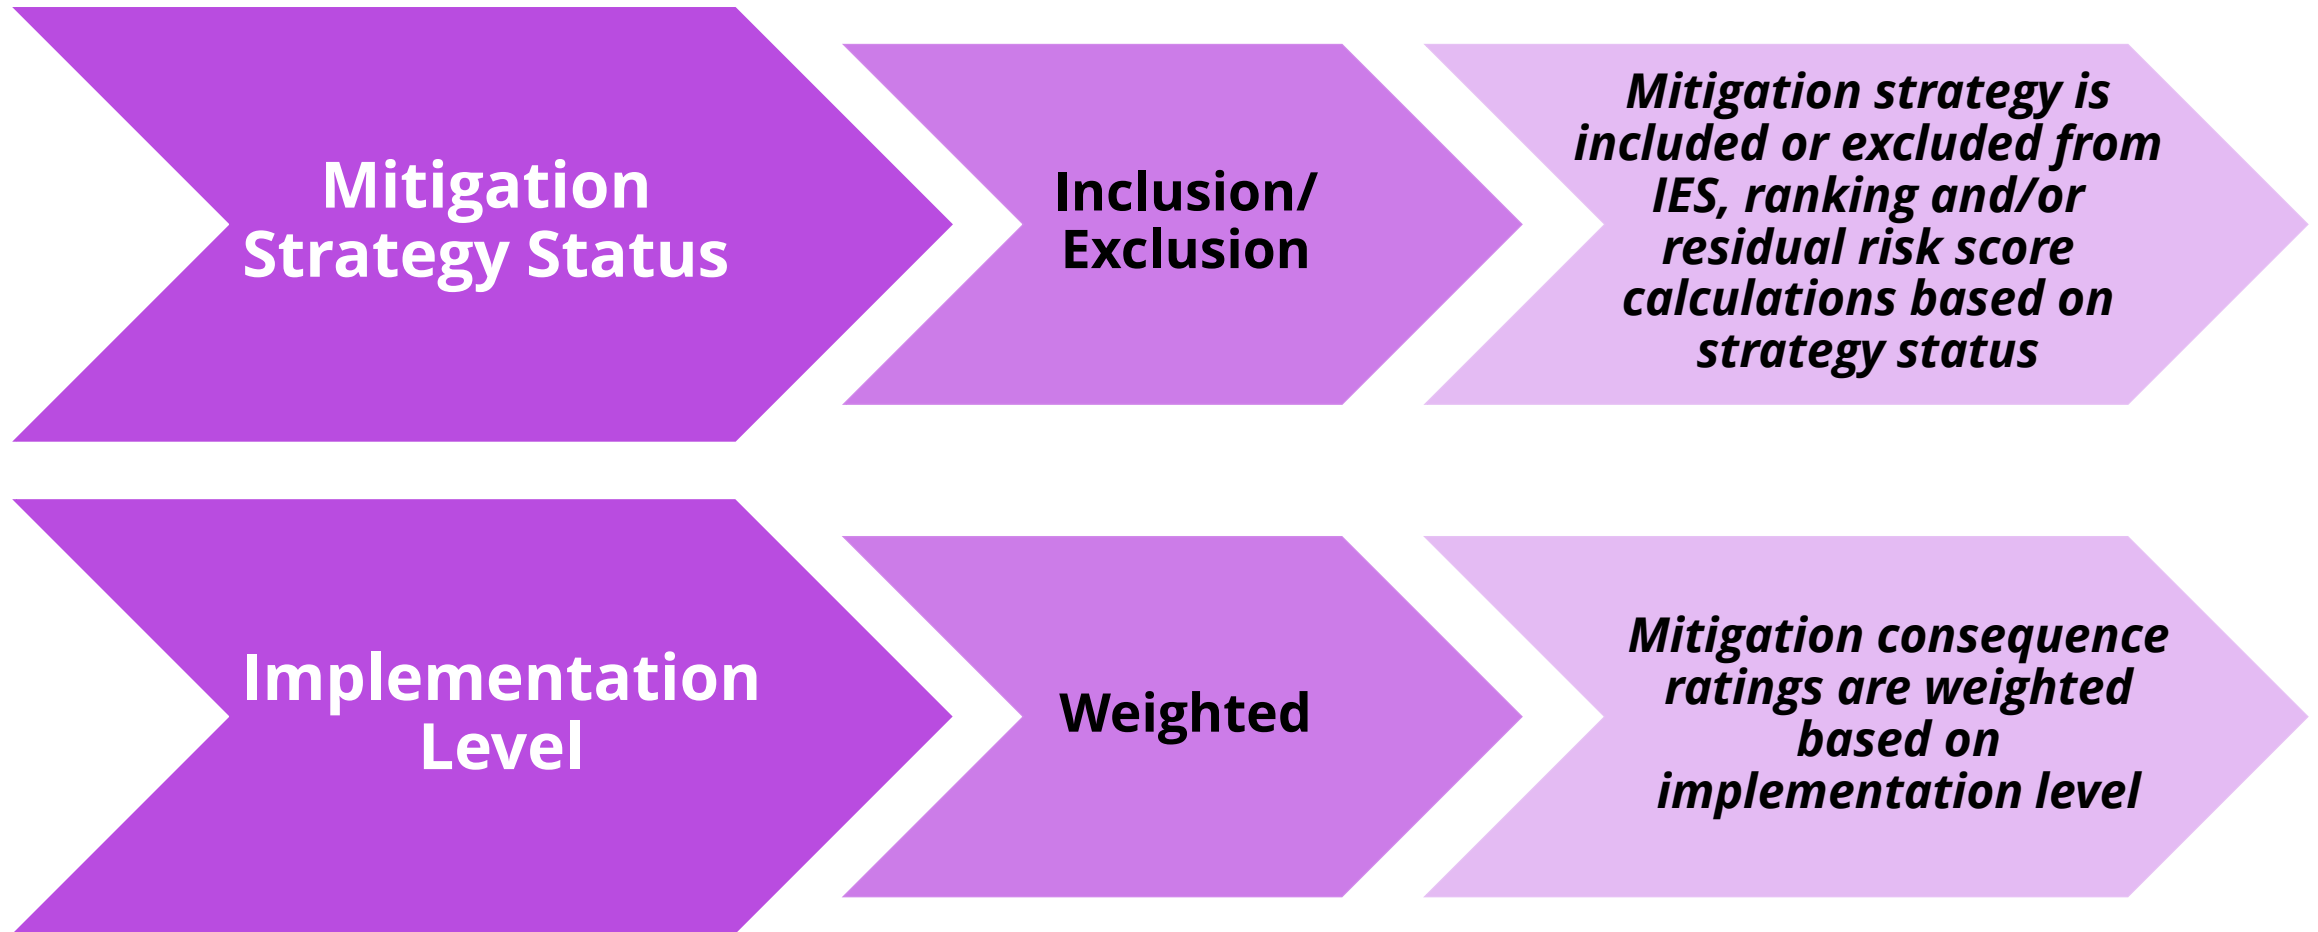 Mitigation
Strategy Status
Inclusion/
Exclusion
Mitigation strategy is
included or excluded from
IES, ranking and/or
residual risk score
calculations based on
strategy status
Implementation
Level
Weighted
Mitigation consequence
ratings are weighted
based on
implementation level